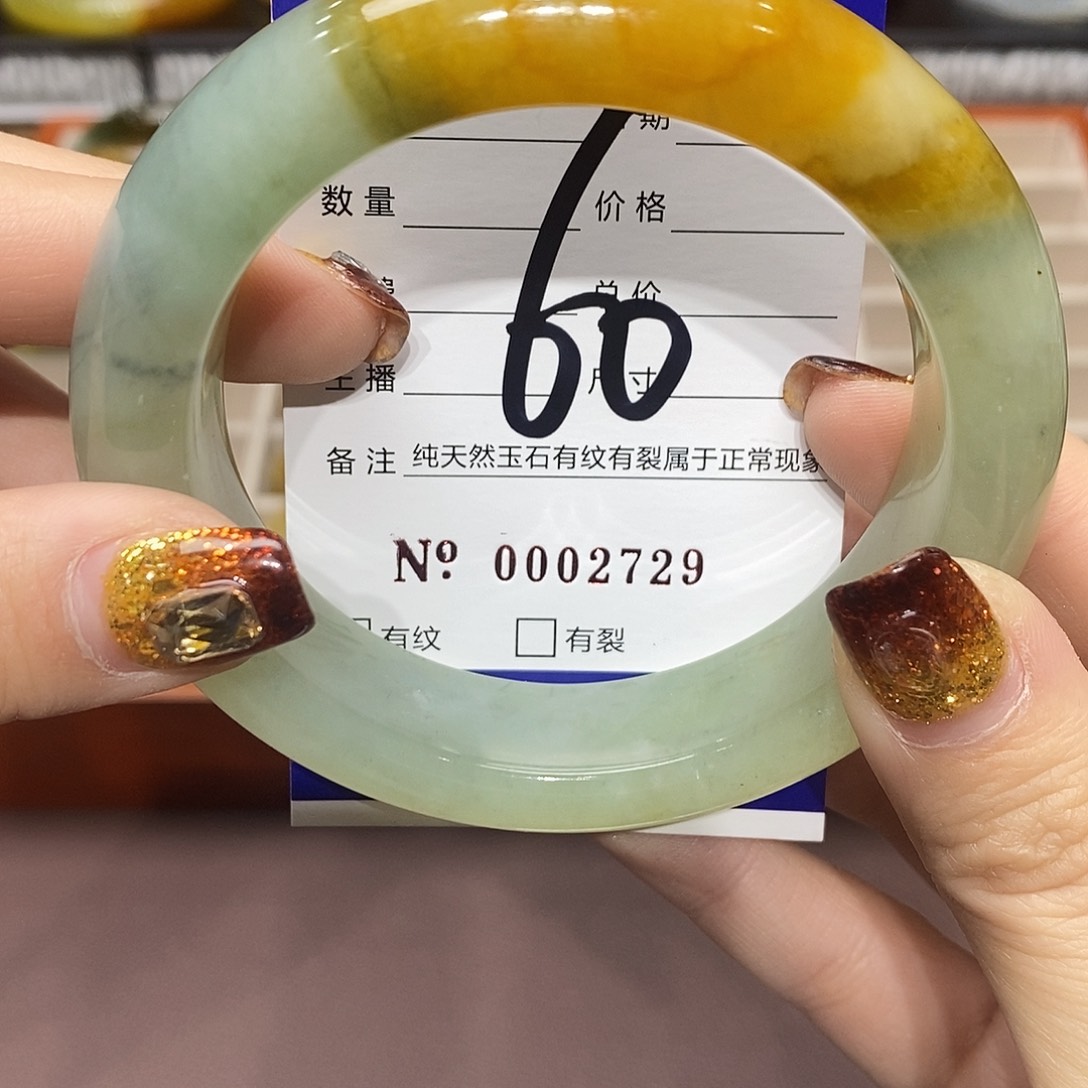 期
数量 价格
总价
主播 尺寸
60
备注 纯天然玉石有纹有裂属于正常现象
Nº 0002729
有纹 有裂